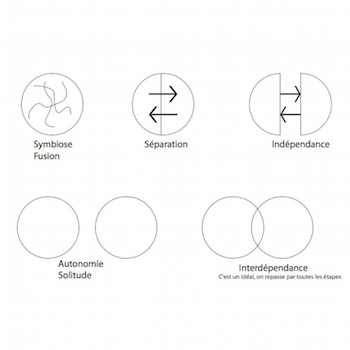 Symbiose
Fusion
Séparation
Indépendance
Autonomie
Solitude
Interdépendance
C'est un idéal, on repasse par toutes les étapes